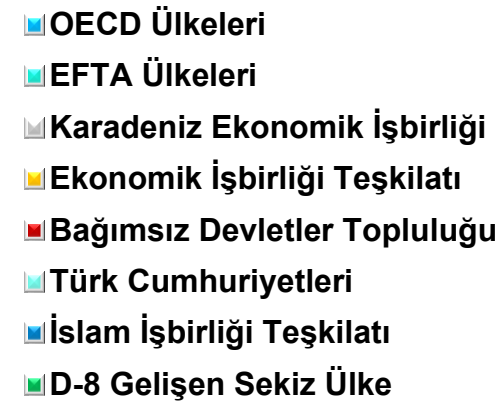 OECD Ülkeleri
EFTA Ülkeleri
Karadeniz Ekonomik İşbirliği
Ekonomik İşbirliği Teşkilatı
Bağımsız Devletler Topluluğu
Türk Cumhuriyetleri
İslam İşbirliği Teşkilatı
D-8 Gelişen Sekiz Ülke